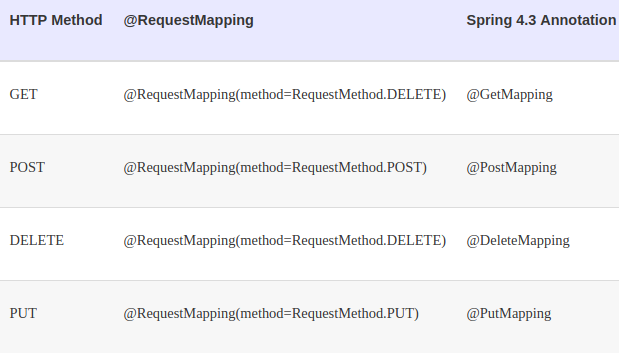 HTTP Method @RequestMapping Spring 4.3 Annotation
GET @RequestMapping(method=RequestMethod.DELETE) @GetMapping
POST @RequestMapping(method=RequestMethod.POST) @PostMapping
DELETE @RequestMapping(method=RequestMethod.DELETE) @DeleteMapping
PUT @RequestMapping(method=RequestMethod.PUT) @PutMapping